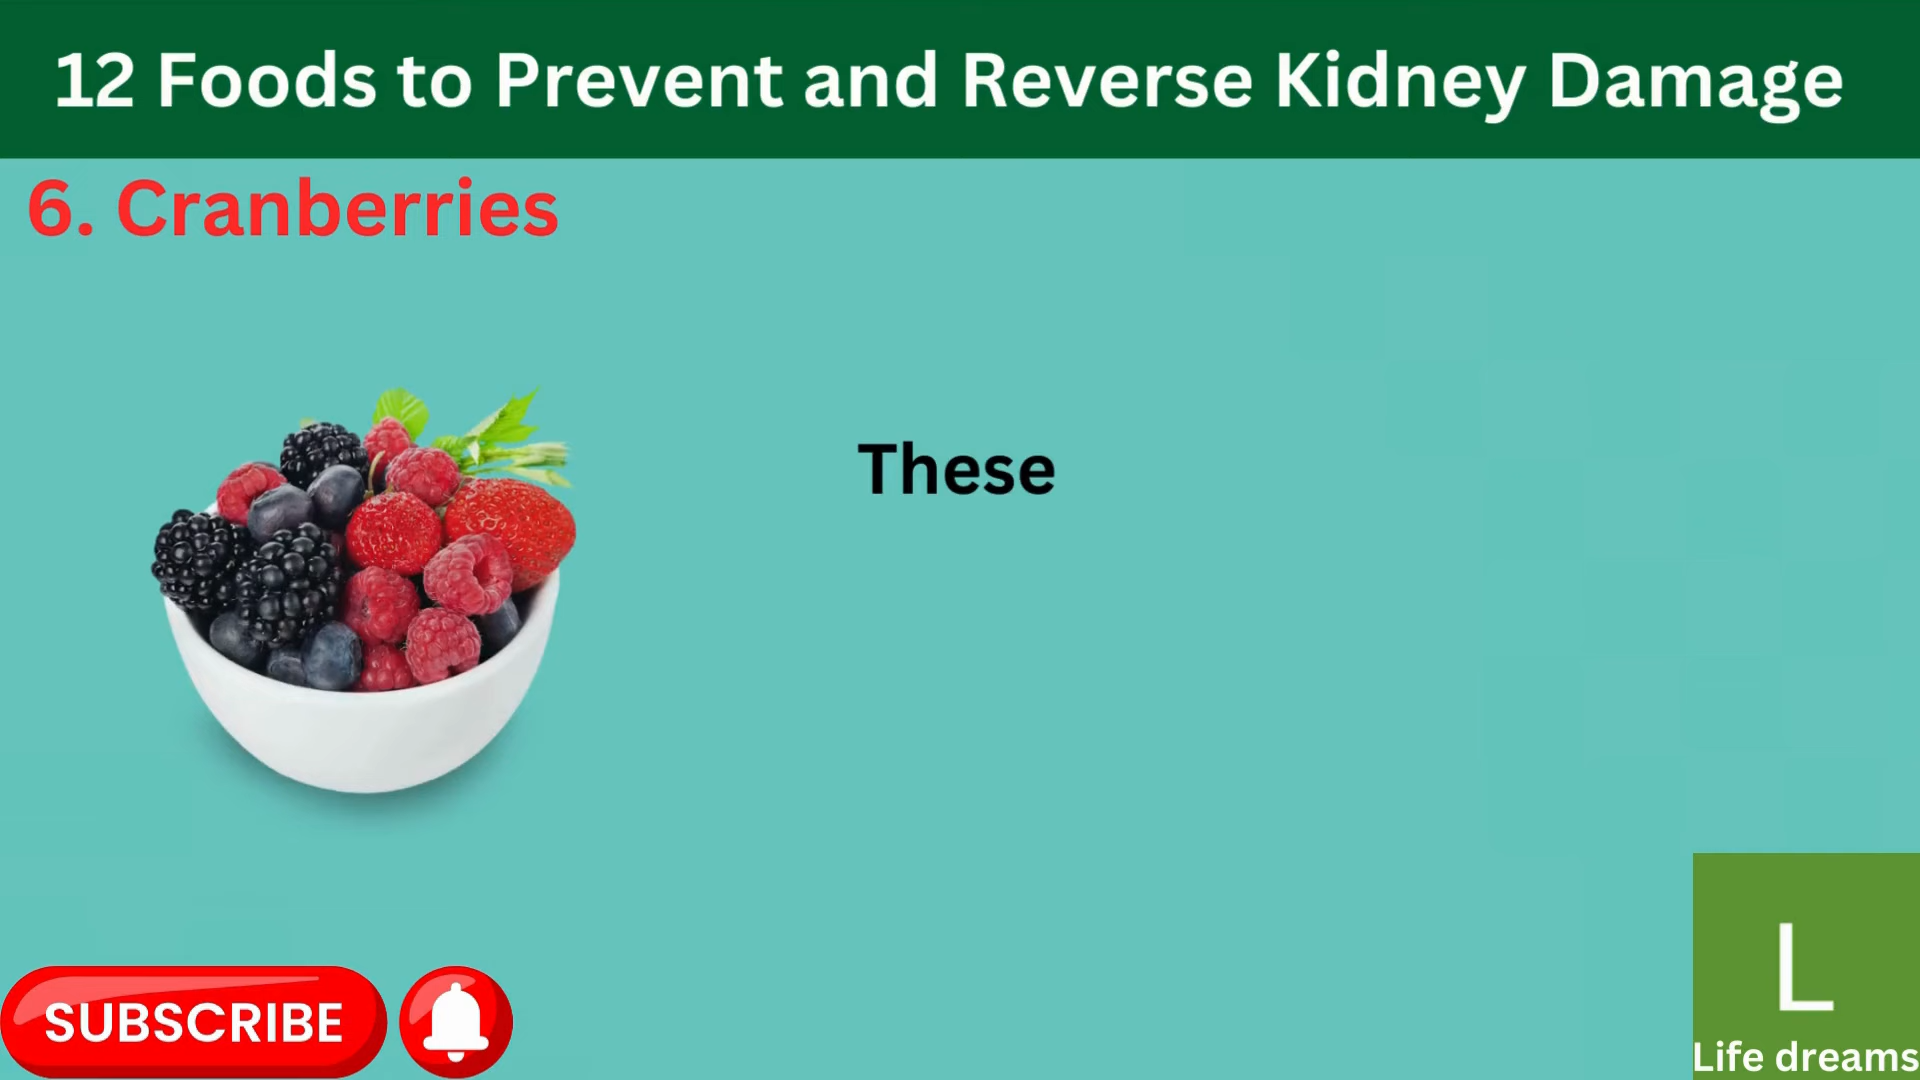 12 Foods to Prevent and Reverse Kidney Damage
6. Cranberries
These
SUBSCRIBE
L
Life dreams